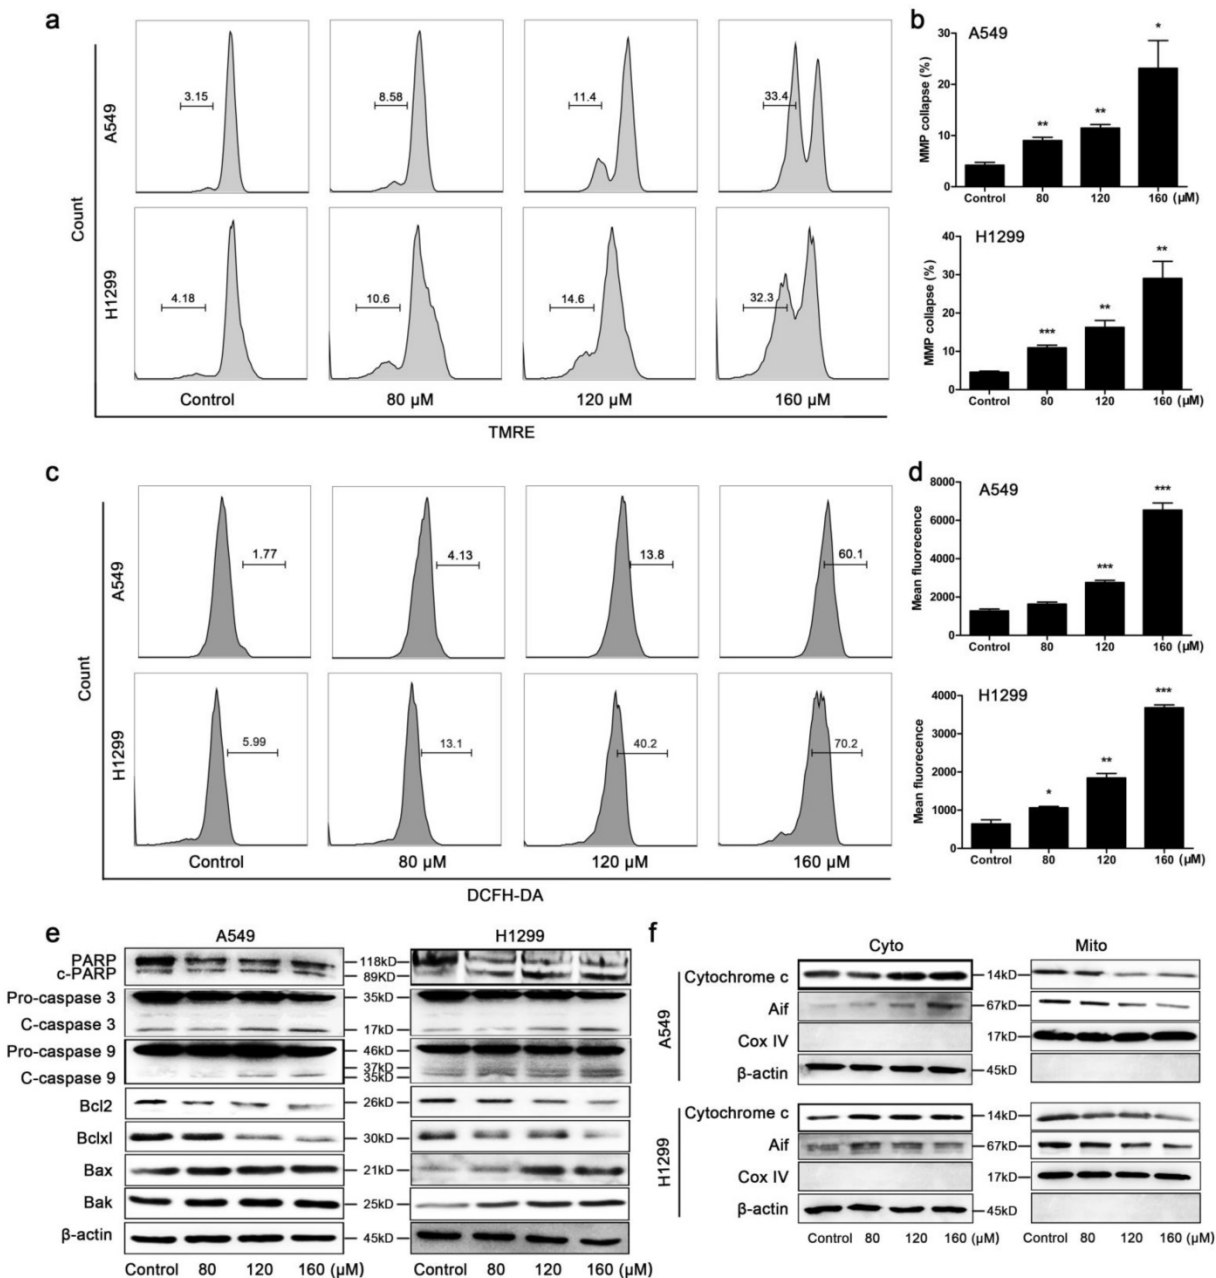 a
A549
Count
H1299
3.15
8.58
11.4
33.4
4.18
10.6
14.6
32.3
Control
80 μM
120 μM
160 μM
TMRE
b
A549
MMP collapse (%)
30
20
10
0
*
**
**
Control
80
120
160 (μM)
H1299
MMP collapse (%)
40
30
20
10
0
**
**
***
Control
80
120
160 (μM)
c
A549
Count
H1299
1.77
4.13
13.8
60.1
5.99
13.1
40.2
70.2
Control
80 μM
120 μM
160 μM
DCFH-DA
d
A549
Mean fluorecence
8000
6000
4000
2000
0
***
***
Control
80
120
160 (μM)
H1299
Mean fluorecence
4000
3000
2000
1000
0
***
**
*
Control
80
120
160 (μM)
e
A549
H1299
PARP
118kD
c-PARP
89kD
Pro-caspase 3
35kD
C-caspase 3
17kD
Pro-caspase 9
46kD
37kD
C-caspase 9
35kD
Bcl2
26kD
Bclxl
30kD
Bax
21kD
Bak
25kD
β-actin
45kD
Control 80 120 160 (μM)
Control 80 120 160 (μM)
f
Cyto
Mito
A549
Cytochrome c
14kD
Aif
67kD
Cox IV
17kD
β-actin
45kD
H1299
Cytochrome c
14kD
Aif
67kD
Cox IV
17kD
β-actin
45kD
Control 80 120 160 (μM)
Control 80 120 160 (μM)